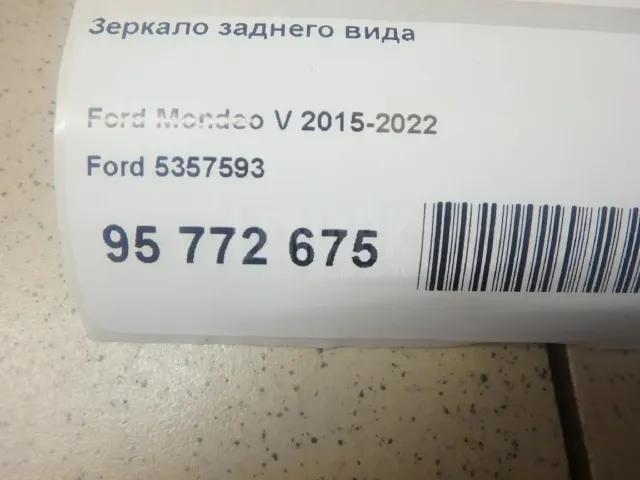 Зеркало заднего вида
Ford Mondeo V 2015-2022
Ford 5357593
95 772 675